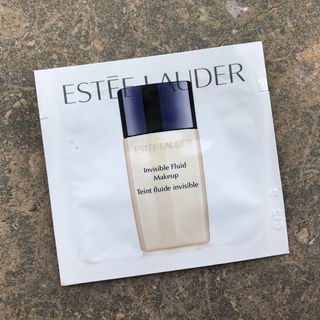 ESTĒE LAUDER
ESTĒE LAUDER
Invisible Fluid
Makeup
Teint fluide invisible